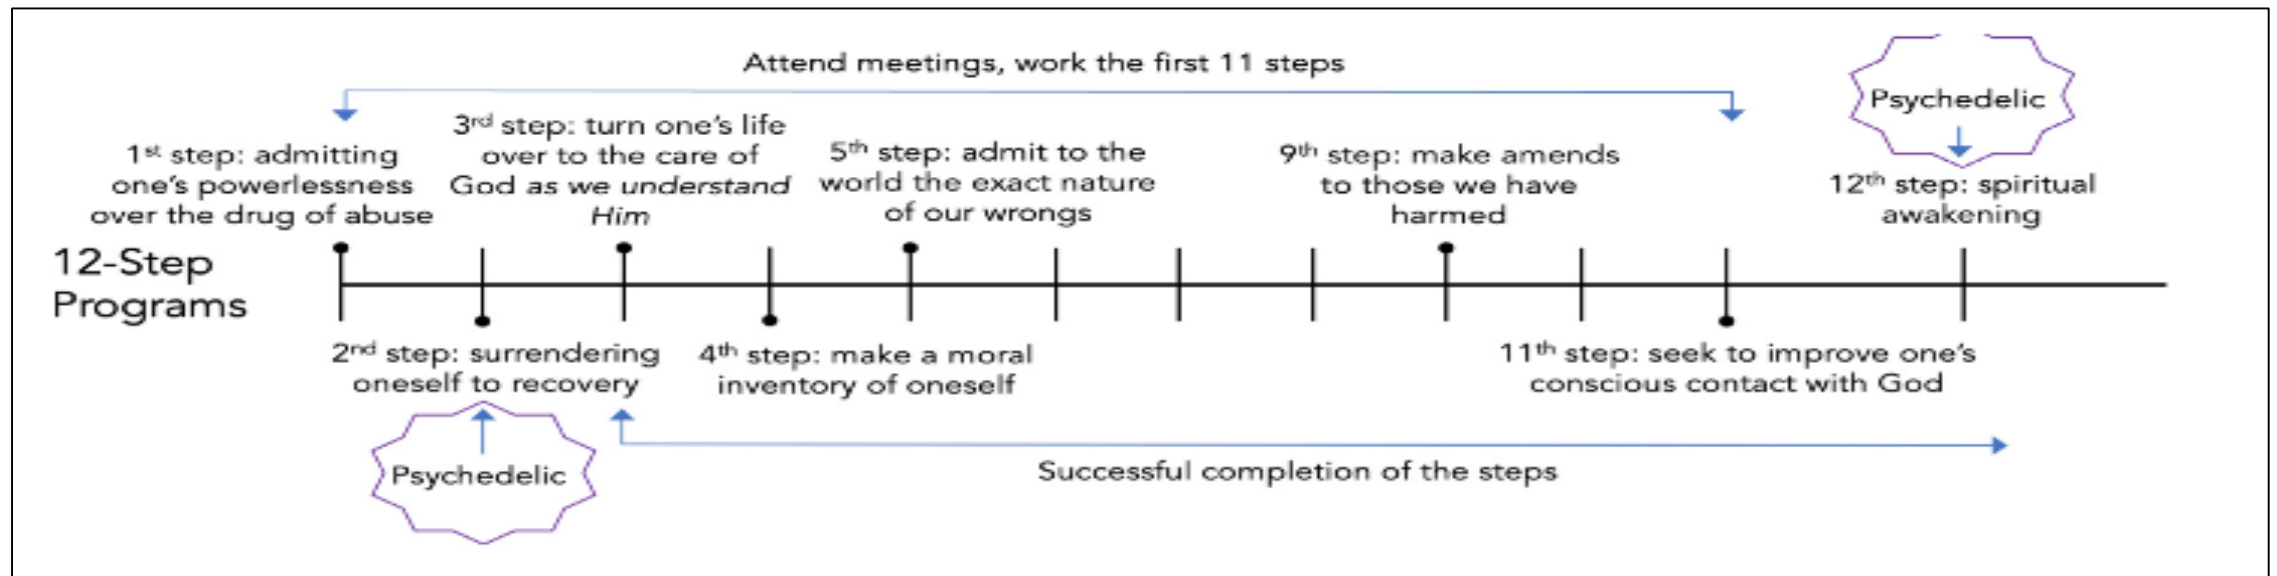 Attend meetings, work the first 11 steps
Psychedelic
1st step: admitting
one's powerlessness
over the drug of abuse
3rd step: turn one's life
over to the care of
God as we understand
Him
5th step: admit to the
world the exact nature
of our wrongs
9th step: make amends
to those we have
harmed
12th step: spiritual
awakening
12-Step
Programs
2nd step: surrendering
oneself to recovery
4th step: make a moral
inventory of oneself
11th step: seek to improve one's
conscious contact with God
Psychedelic
Successful completion of the steps